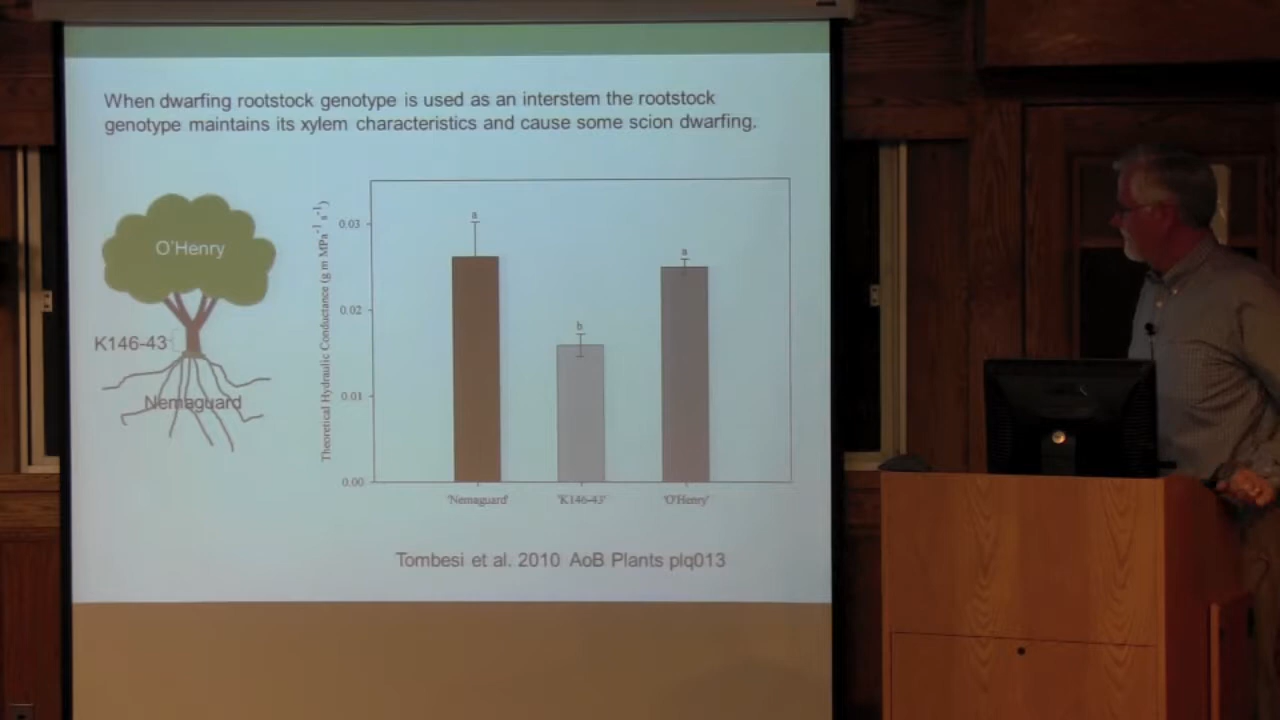 When dwarfing rootstock genotype is used as an interstem the rootstock
genotype maintains its xylem characteristics and cause some scion dwarfing.
O'Henry
K146-43
Nemaguard
Theoretical Hydraulic Conductance (g m MPa⁻¹ s⁻¹)
0.03
0.02
0.01
0.00
a
b
a
'Nemaguard'
'K146-43'
'O'Henry'
Tombesi et al. 2010 AoB Plants plq013